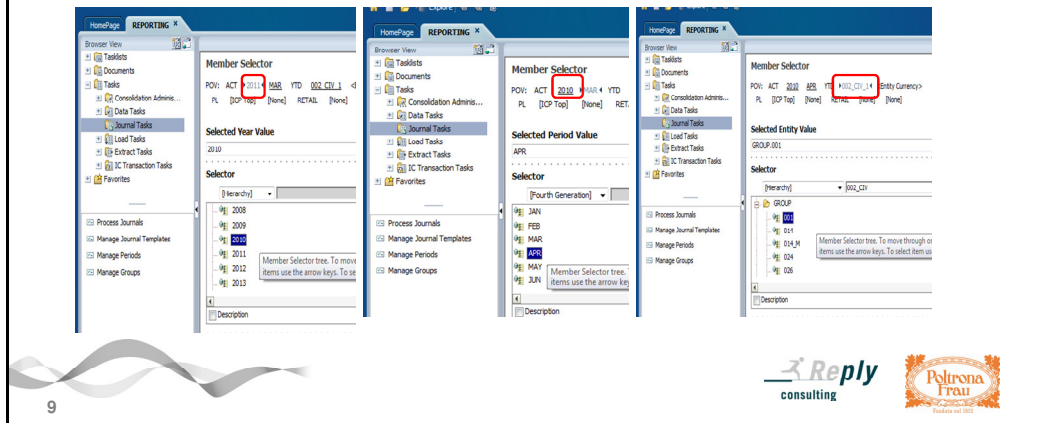 Explore
HomePage REPORTING ×
Browser View
Tasklists
Documents
Tasks
Consolidation Adminis...
Data Tasks
Journal Tasks
Load Tasks
Extract Tasks
IC Transaction Tasks
Favorites
Process Journals
Manage Journal Templates
Manage Periods
Manage Groups
Member Selector
POV: ACT 2011 MAR YTD 002_CIV_1
PL [ICP Top] [None] RETAIL [None]
Selected Year Value
2010
Selector
[Hierarchy]
2008
2009
2010
2011
2012
2013
Member Selector tree. To move
items use the arrow keys. To se
Description
Explore
HomePage REPORTING ×
Browser View
Tasklists
Documents
Tasks
Consolidation Adminis...
Data Tasks
Journal Tasks
Load Tasks
Extract Tasks
IC Transaction Tasks
Favorites
Process Journals
Manage Journal Templates
Manage Periods
Manage Groups
Member Selector
POV: ACT 2010 MAR YTD
PL [ICP Top] [None] RET
Selected Period Value
APR
Selector
[Fourth Generation]
JAN
FEB
MAR
APR
MAY
JUN
Member Selector tree.
items use the arrow key
Description
HomePage REPORTING ×
Browser View
Tasklists
Documents
Tasks
Consolidation Adminis...
Data Tasks
Journal Tasks
Load Tasks
Extract Tasks
IC Transaction Tasks
Favorites
Process Journals
Manage Journal Templates
Manage Periods
Manage Groups
Member Selector
POV: ACT 2010 APR YTD 002_CIV_1 <Entity Currency>
PL [ICP Top] [None] RETAIL [None] [None]
Selected Entity Value
GROUP.001
Selector
[Hierarchy] 002_CIV
GROUP
001
014
014_M
024
026
Member Selector tree. To move through or
items use the arrow keys. To select item us
Description
9
Reply
consulting
Poltrona
Frau
Fondata nel 1912